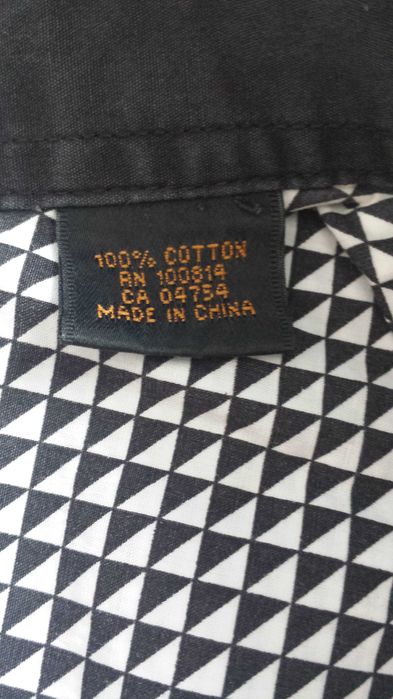 100% COTTON
RN 100814
CA 04754
MADE IN CHINA